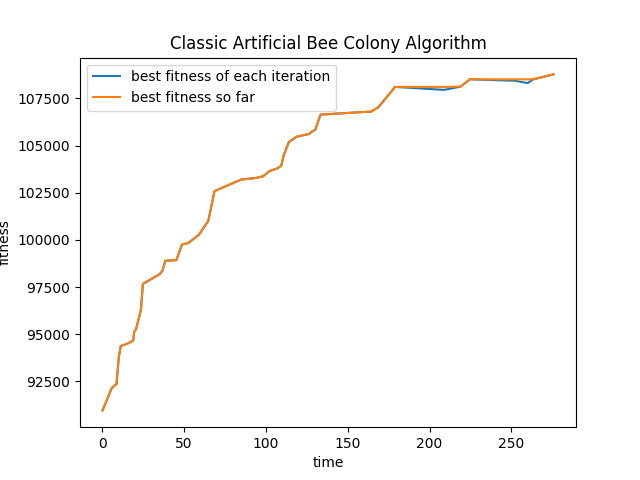 Classic Artificial Bee Colony Algorithm
best fitness of each iteration
best fitness so far
107500
105000
102500
100000
97500
95000
92500
fitness
0
50
100
150
200
250
time